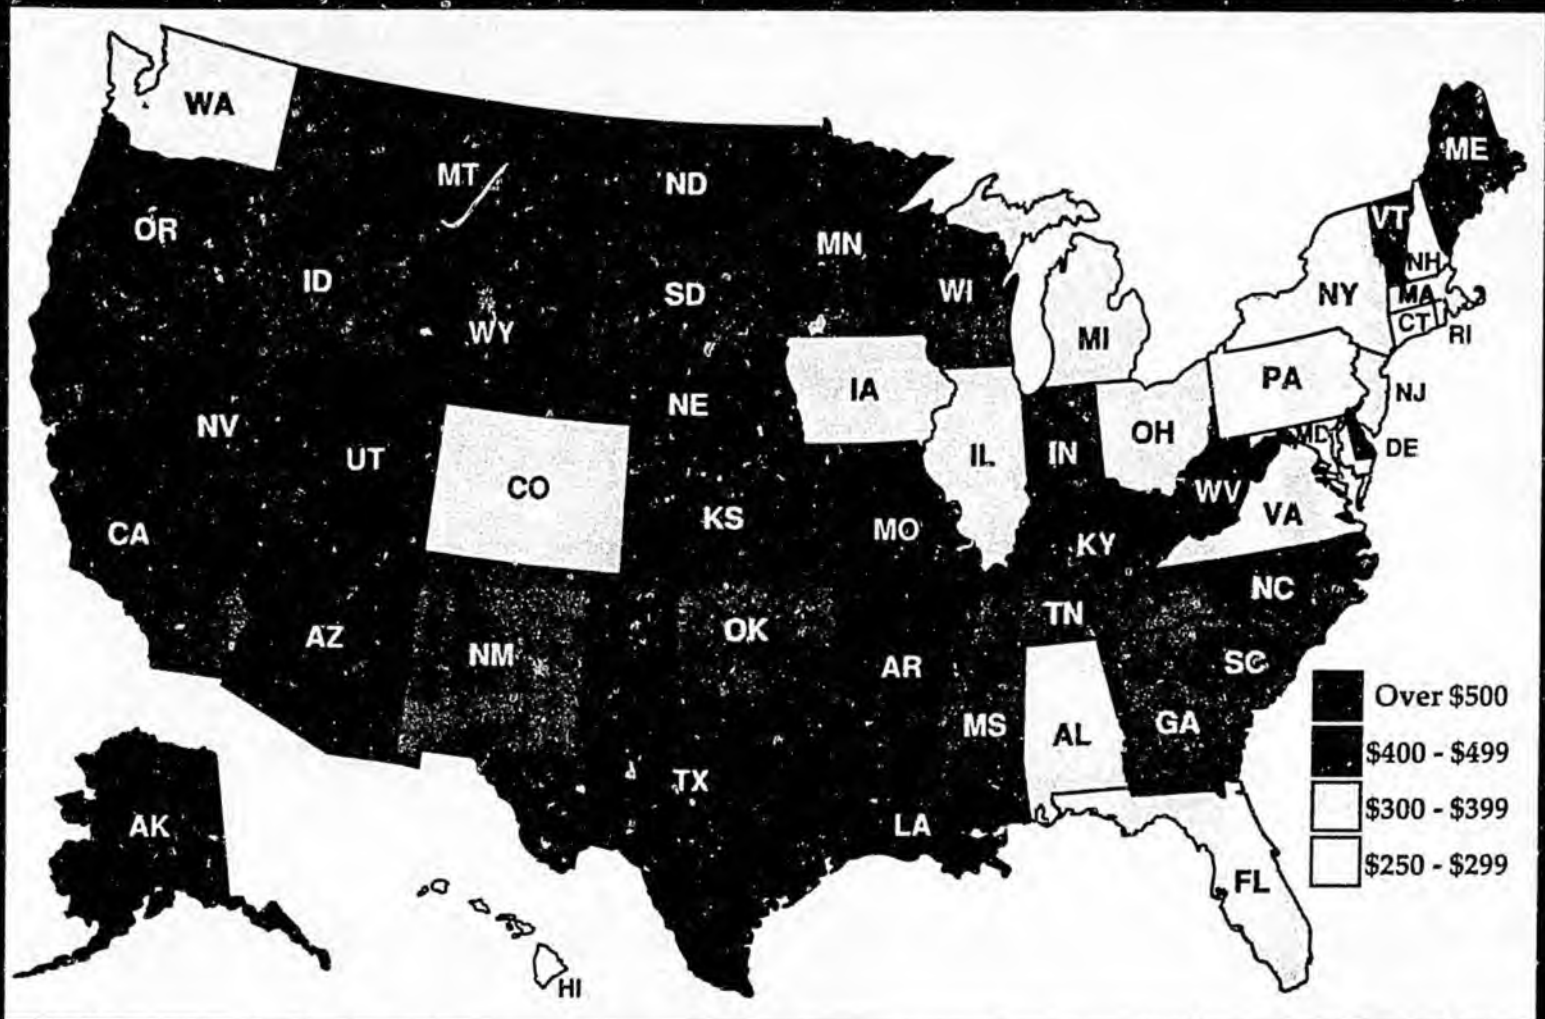 WA
MT
ND
ME
OR
VT
MN
ID
NH
SD
WI
NY
MA
WY
CT
RI
MI
PA
IA
NE
NJ
NV
OH
MD
DE
UT
IL
IN
CO
WV
KS
VA
CA
MO
KY
NC
TN
OK
AZ
NM
SC
AR
Over $500
MS
GA
AL
$400 - $499
TX
$300 - $399
AK
LA
$250 - $299
FL
HI